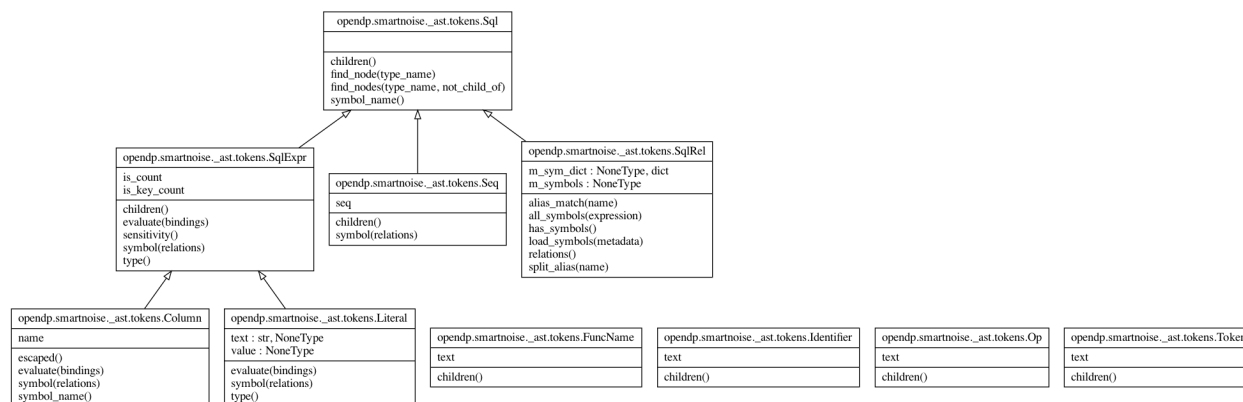 opendp.smartnoise._ast.tokens.Sql
children()
find_node(type_name)
find_nodes(type_name, not_child_of)
symbol_name()
opendp.smartnoise._ast.tokens.SqlExpr
is_count
is_key_count
children()
evaluate(bindings)
sensitivity()
symbol(relations)
type()
opendp.smartnoise._ast.tokens.Seq
seq
children()
symbol(relations)
opendp.smartnoise._ast.tokens.SqlRel
m_sym_dict : NoneType, dict
m_symbols : NoneType
alias_match(name)
all_symbols(expression)
has_symbols()
load_symbols(metadata)
relations()
split_alias(name)
opendp.smartnoise._ast.tokens.Column
name
escaped()
evaluate(bindings)
symbol(relations)
symbol_name()
opendp.smartnoise._ast.tokens.Literal
text : str, NoneType
value : NoneType
evaluate(bindings)
symbol(relations)
type()
opendp.smartnoise._ast.tokens.FuncName
text
children()
opendp.smartnoise._ast.tokens.Identifier
text
children()
opendp.smartnoise._ast.tokens.Op
text
children()
opendp.smartnoise._ast.tokens.Token
text
children()